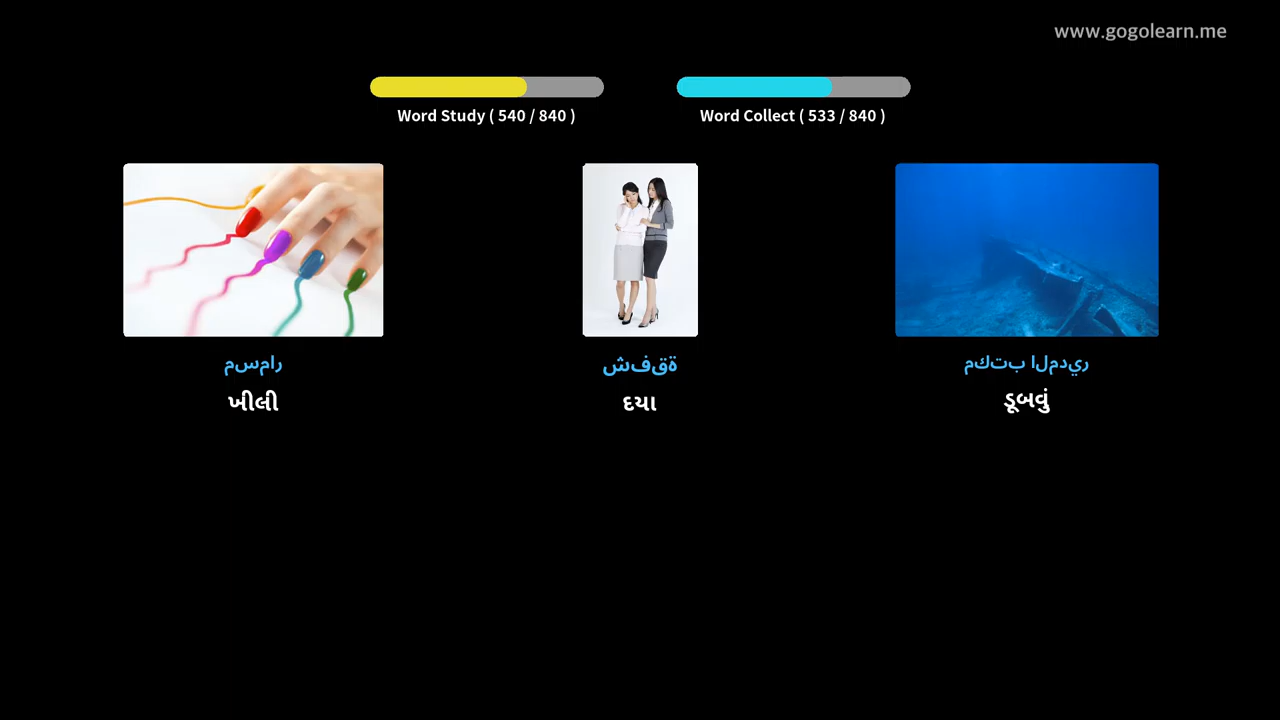 www.gogolearn.me
Word Study ( 540 / 840 )
Word Collect ( 533 / 840 )
مسمار
ખીલી
شفقة
દયા
مكتب المدير
ડૂબવું